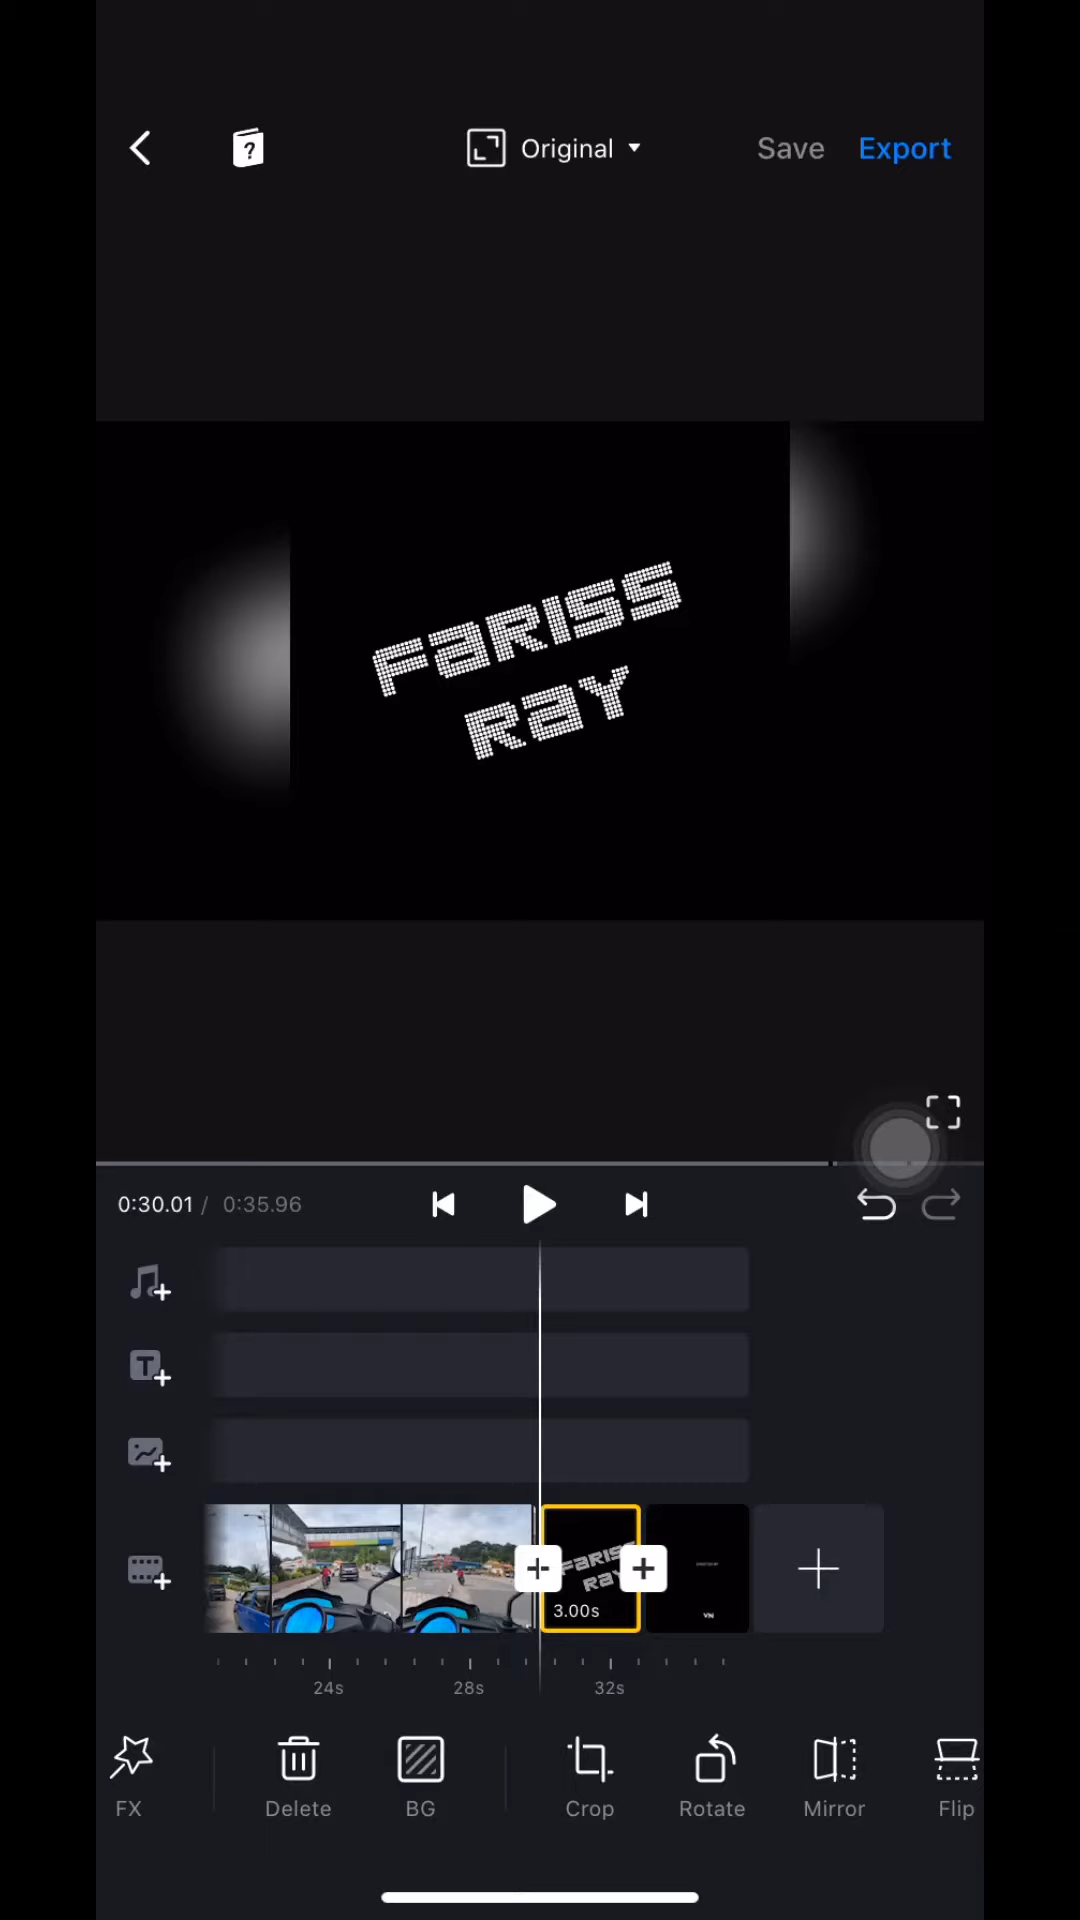 Original
Save
Export
FaRISS
RaY
0:30.01 / 0:35.96
FaRISS
RaY
3.00s
VN
24s
28s
32s
FX
Delete
BG
Crop
Rotate
Mirror
Flip